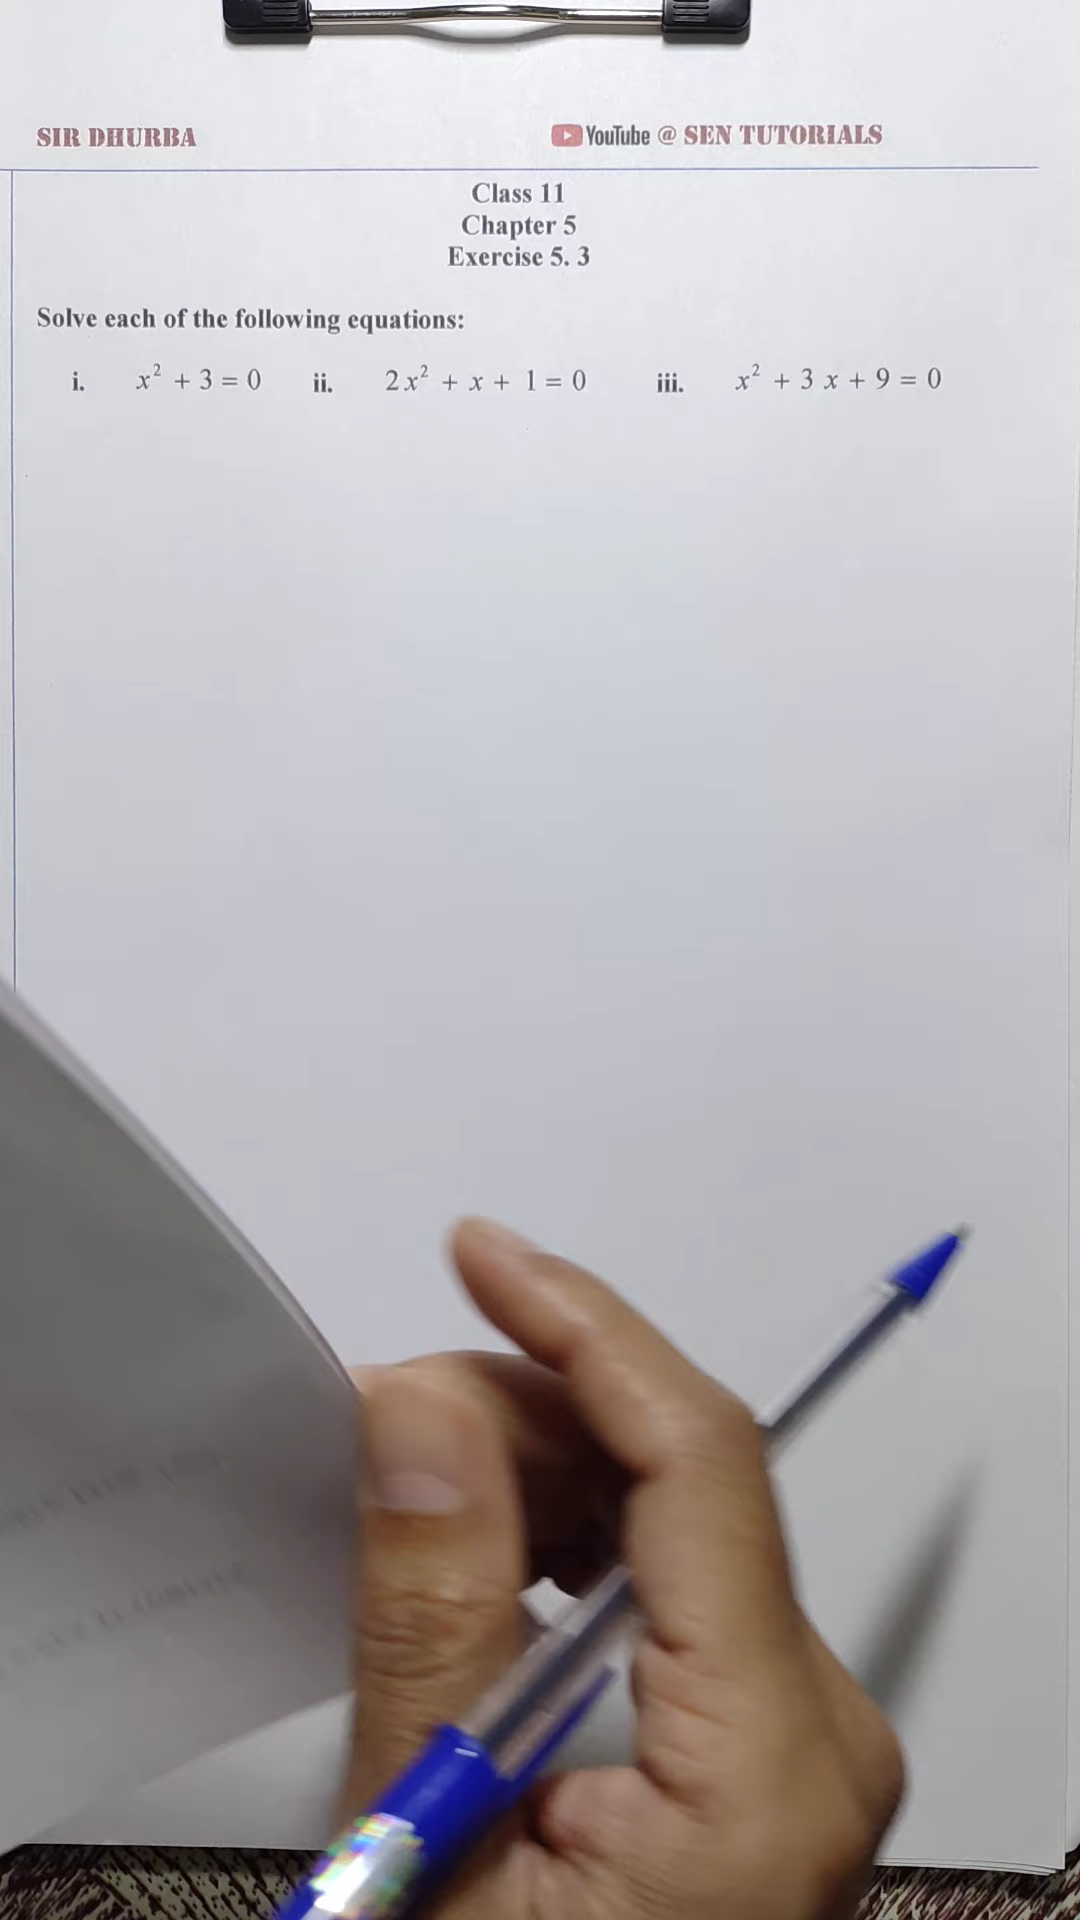 SIR DHURBA YouTube @ SEN TUTORIALS
Class 11
Chapter 5
Exercise 5. 3
Solve each of the following equations:
i. x² + 3 = 0 ii. 2x² + x + 1 = 0 iii. x² + 3 x + 9 = 0